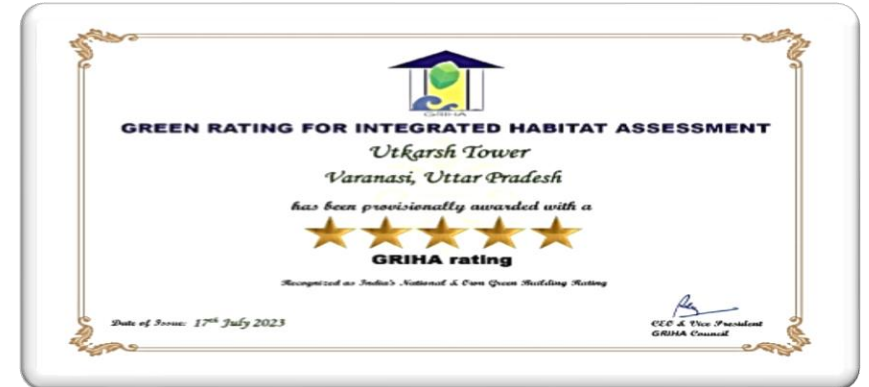 GRIHA
GREEN RATING FOR INTEGRATED HABITAT ASSESSMENT
Utkarsh Tower
Varanasi, Uttar Pradesh
has been provisionally awarded with a
GRIHA rating
Recognized as India's National & Own Green Building Rating
Date of Issue: 17th July 2023
CEO & Vice President
GRIHA Council